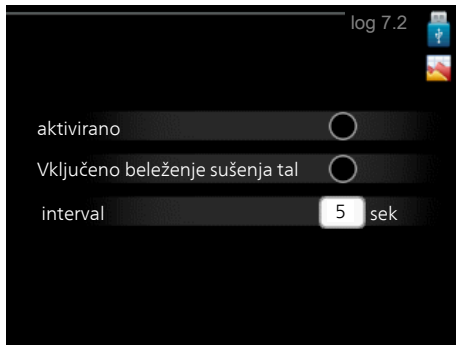 log 7.2
aktivirano
Vključeno beleženje sušenja tal
interval 5 sek